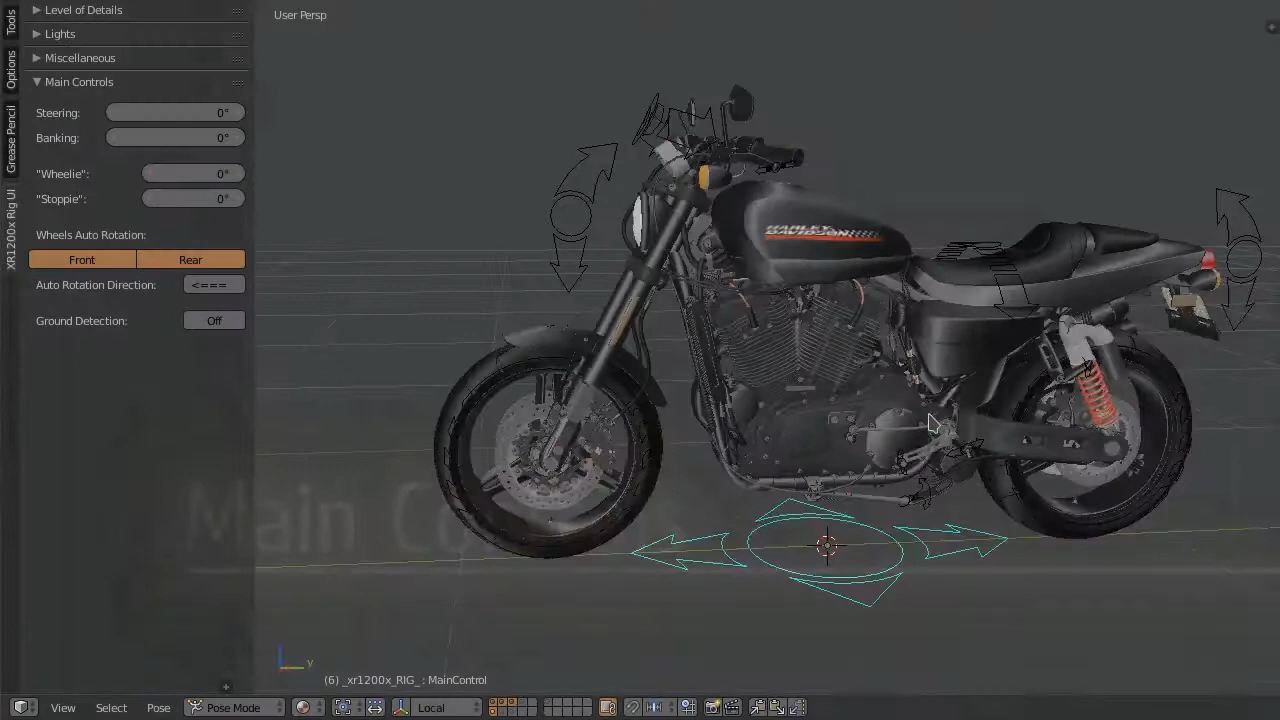 Level of Details
User Persp
Tools
Lights
Options
Miscellaneous
Main Controls
Steering: 0°
Grease Pencil
Banking: 0°
"Wheelie": 0°
"Stoppie": 0°
XR1200x Rig UI
Wheels Auto Rotation:
Front Rear
Auto Rotation Direction: <===
Ground Detection: Off
HARLEY
DAVIDSON
Main Co
y
(6) _xr1200x_RIG_ : MainControl
View Select Pose Pose Mode Local